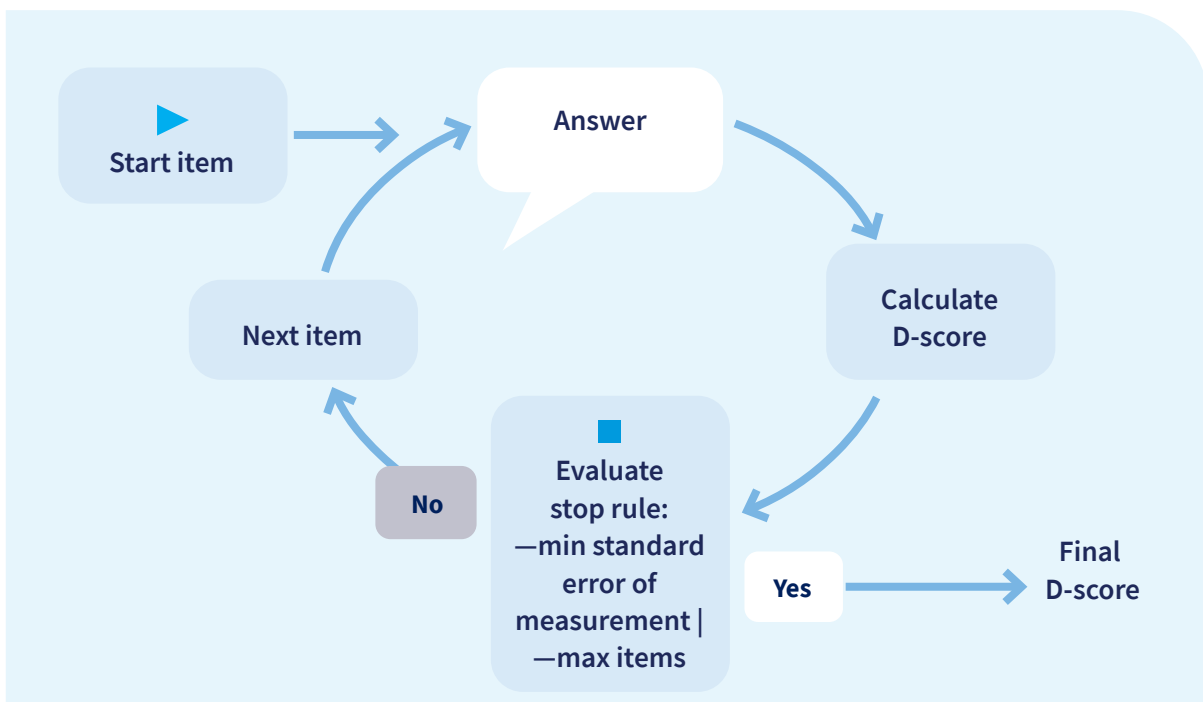 Start item
Answer
Calculate
D-score
Evaluate
stop rule:
—min standard
error of
measurement |
—max items
No
Next item
Yes
Final
D-score